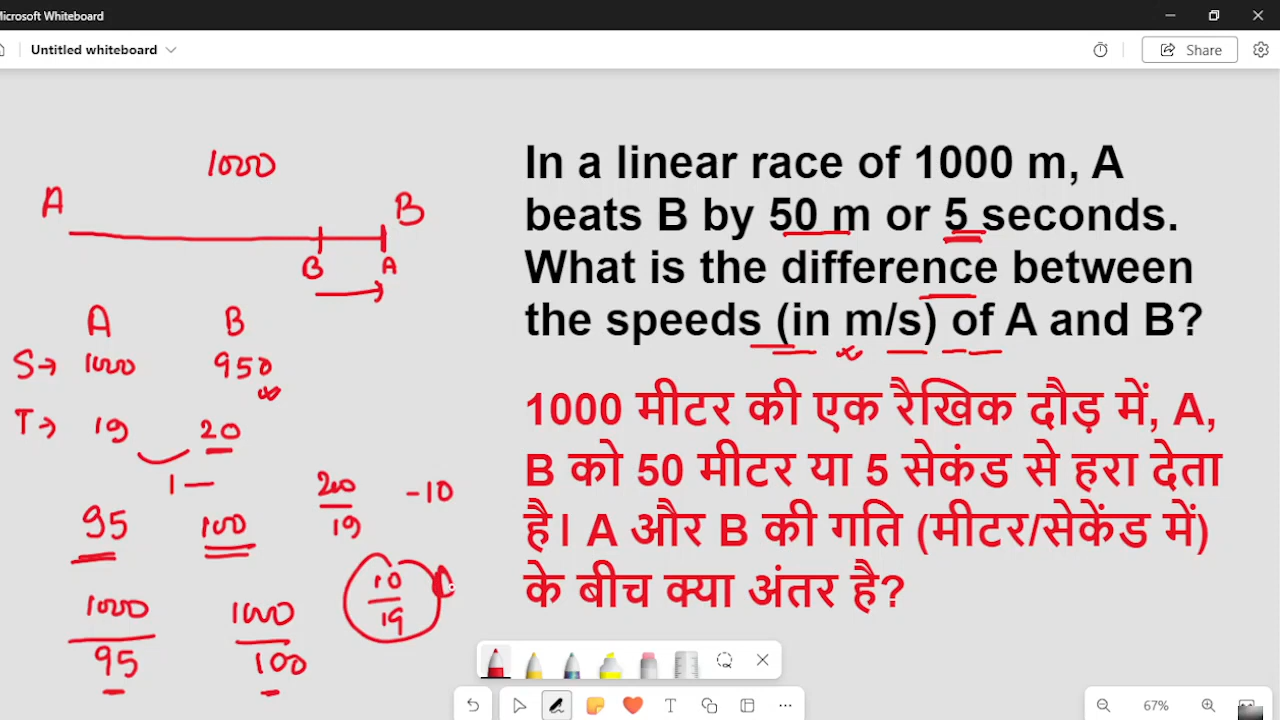 Microsoft Whiteboard
Untitled whiteboard
Share
1000
A B
B A
A B
S→ 1000 950
T→ 19 20
1
95 100
1000
95
1000
100
200
19
-10
10
19
In a linear race of 1000 m, A
beats B by 50 m or 5 seconds.
What is the difference between
the speeds (in m/s) of A and B?
1000 मीटर की एक रैखिक दौड़ में, A,
B को 50 मीटर या 5 सेकंड से हरा देता
है। A और B की गति (मीटर/सेकेंड में)
के बीच क्या अंतर है?
T
67%